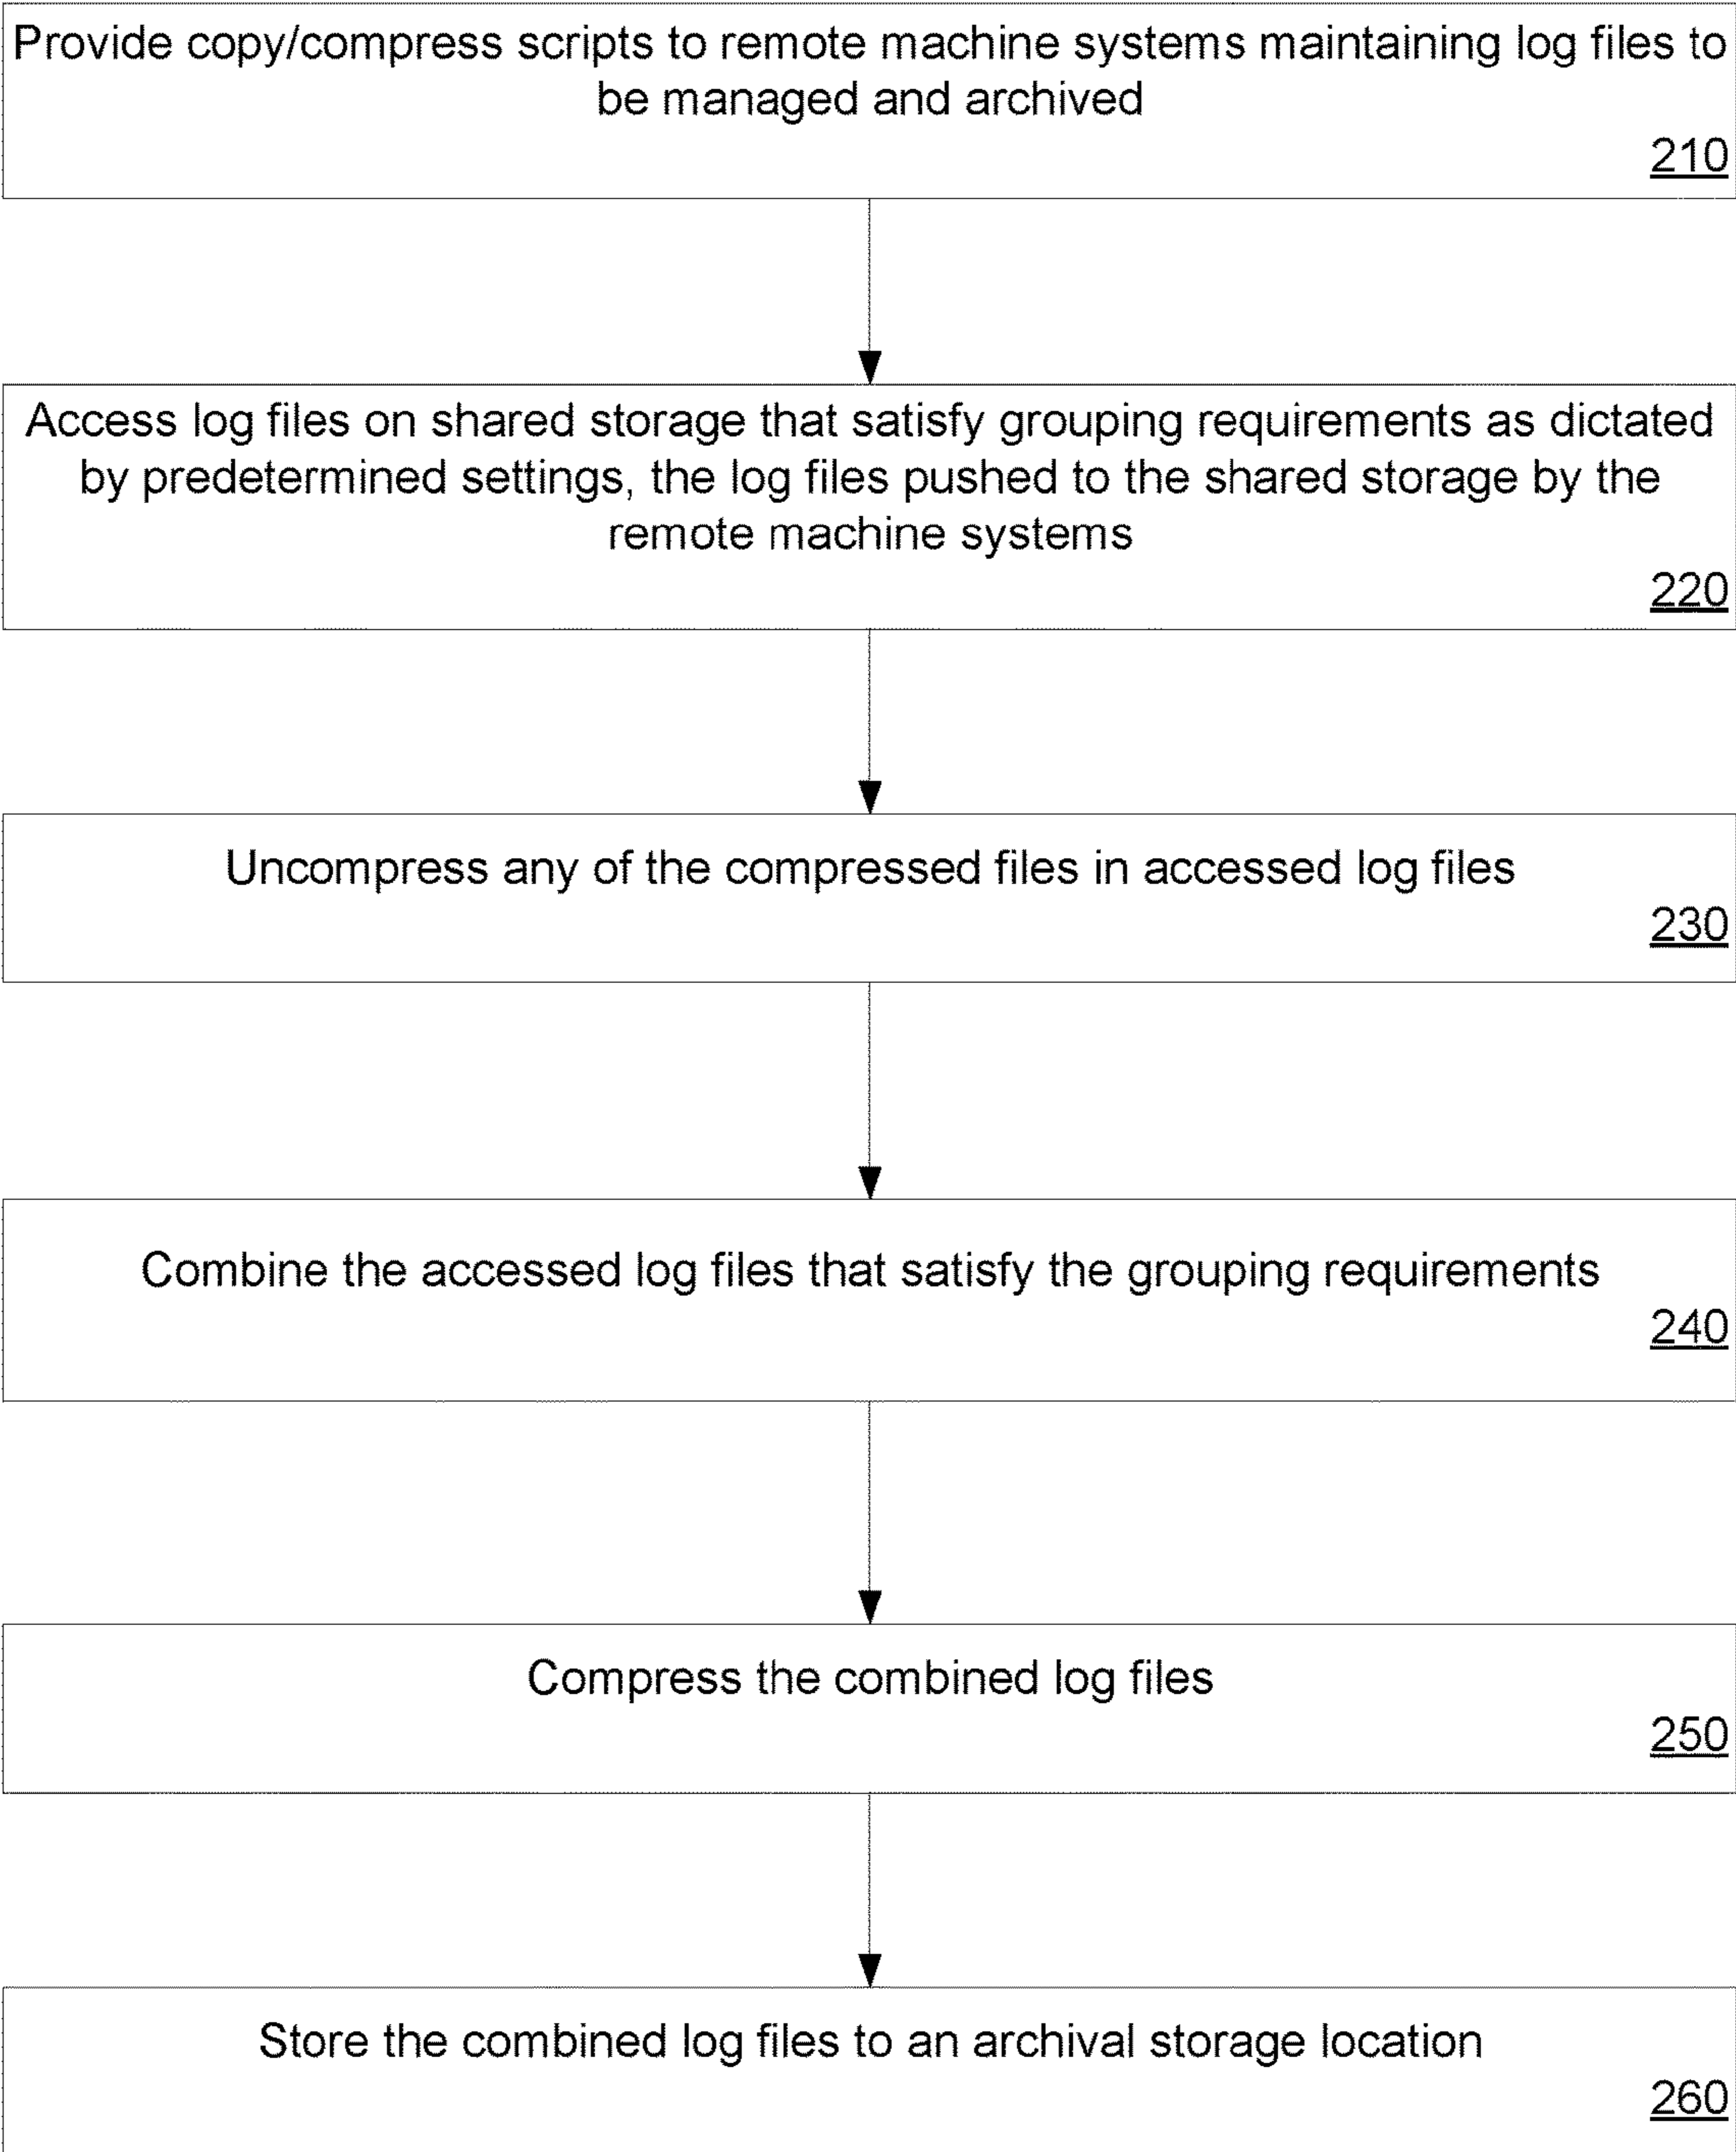 Provide copy/compress scripts to remote machine systems maintaining log files to
be managed and archived
210
Access log files on shared storage that satisfy grouping requirements as dictated
by predetermined settings, the log files pushed to the shared storage by the
remote machine systems
220
Uncompress any of the compressed files in accessed log files
230
Combine the accessed log files that satisfy the grouping requirements
240
Compress the combined log files
250
Store the combined log files to an archival storage location
260